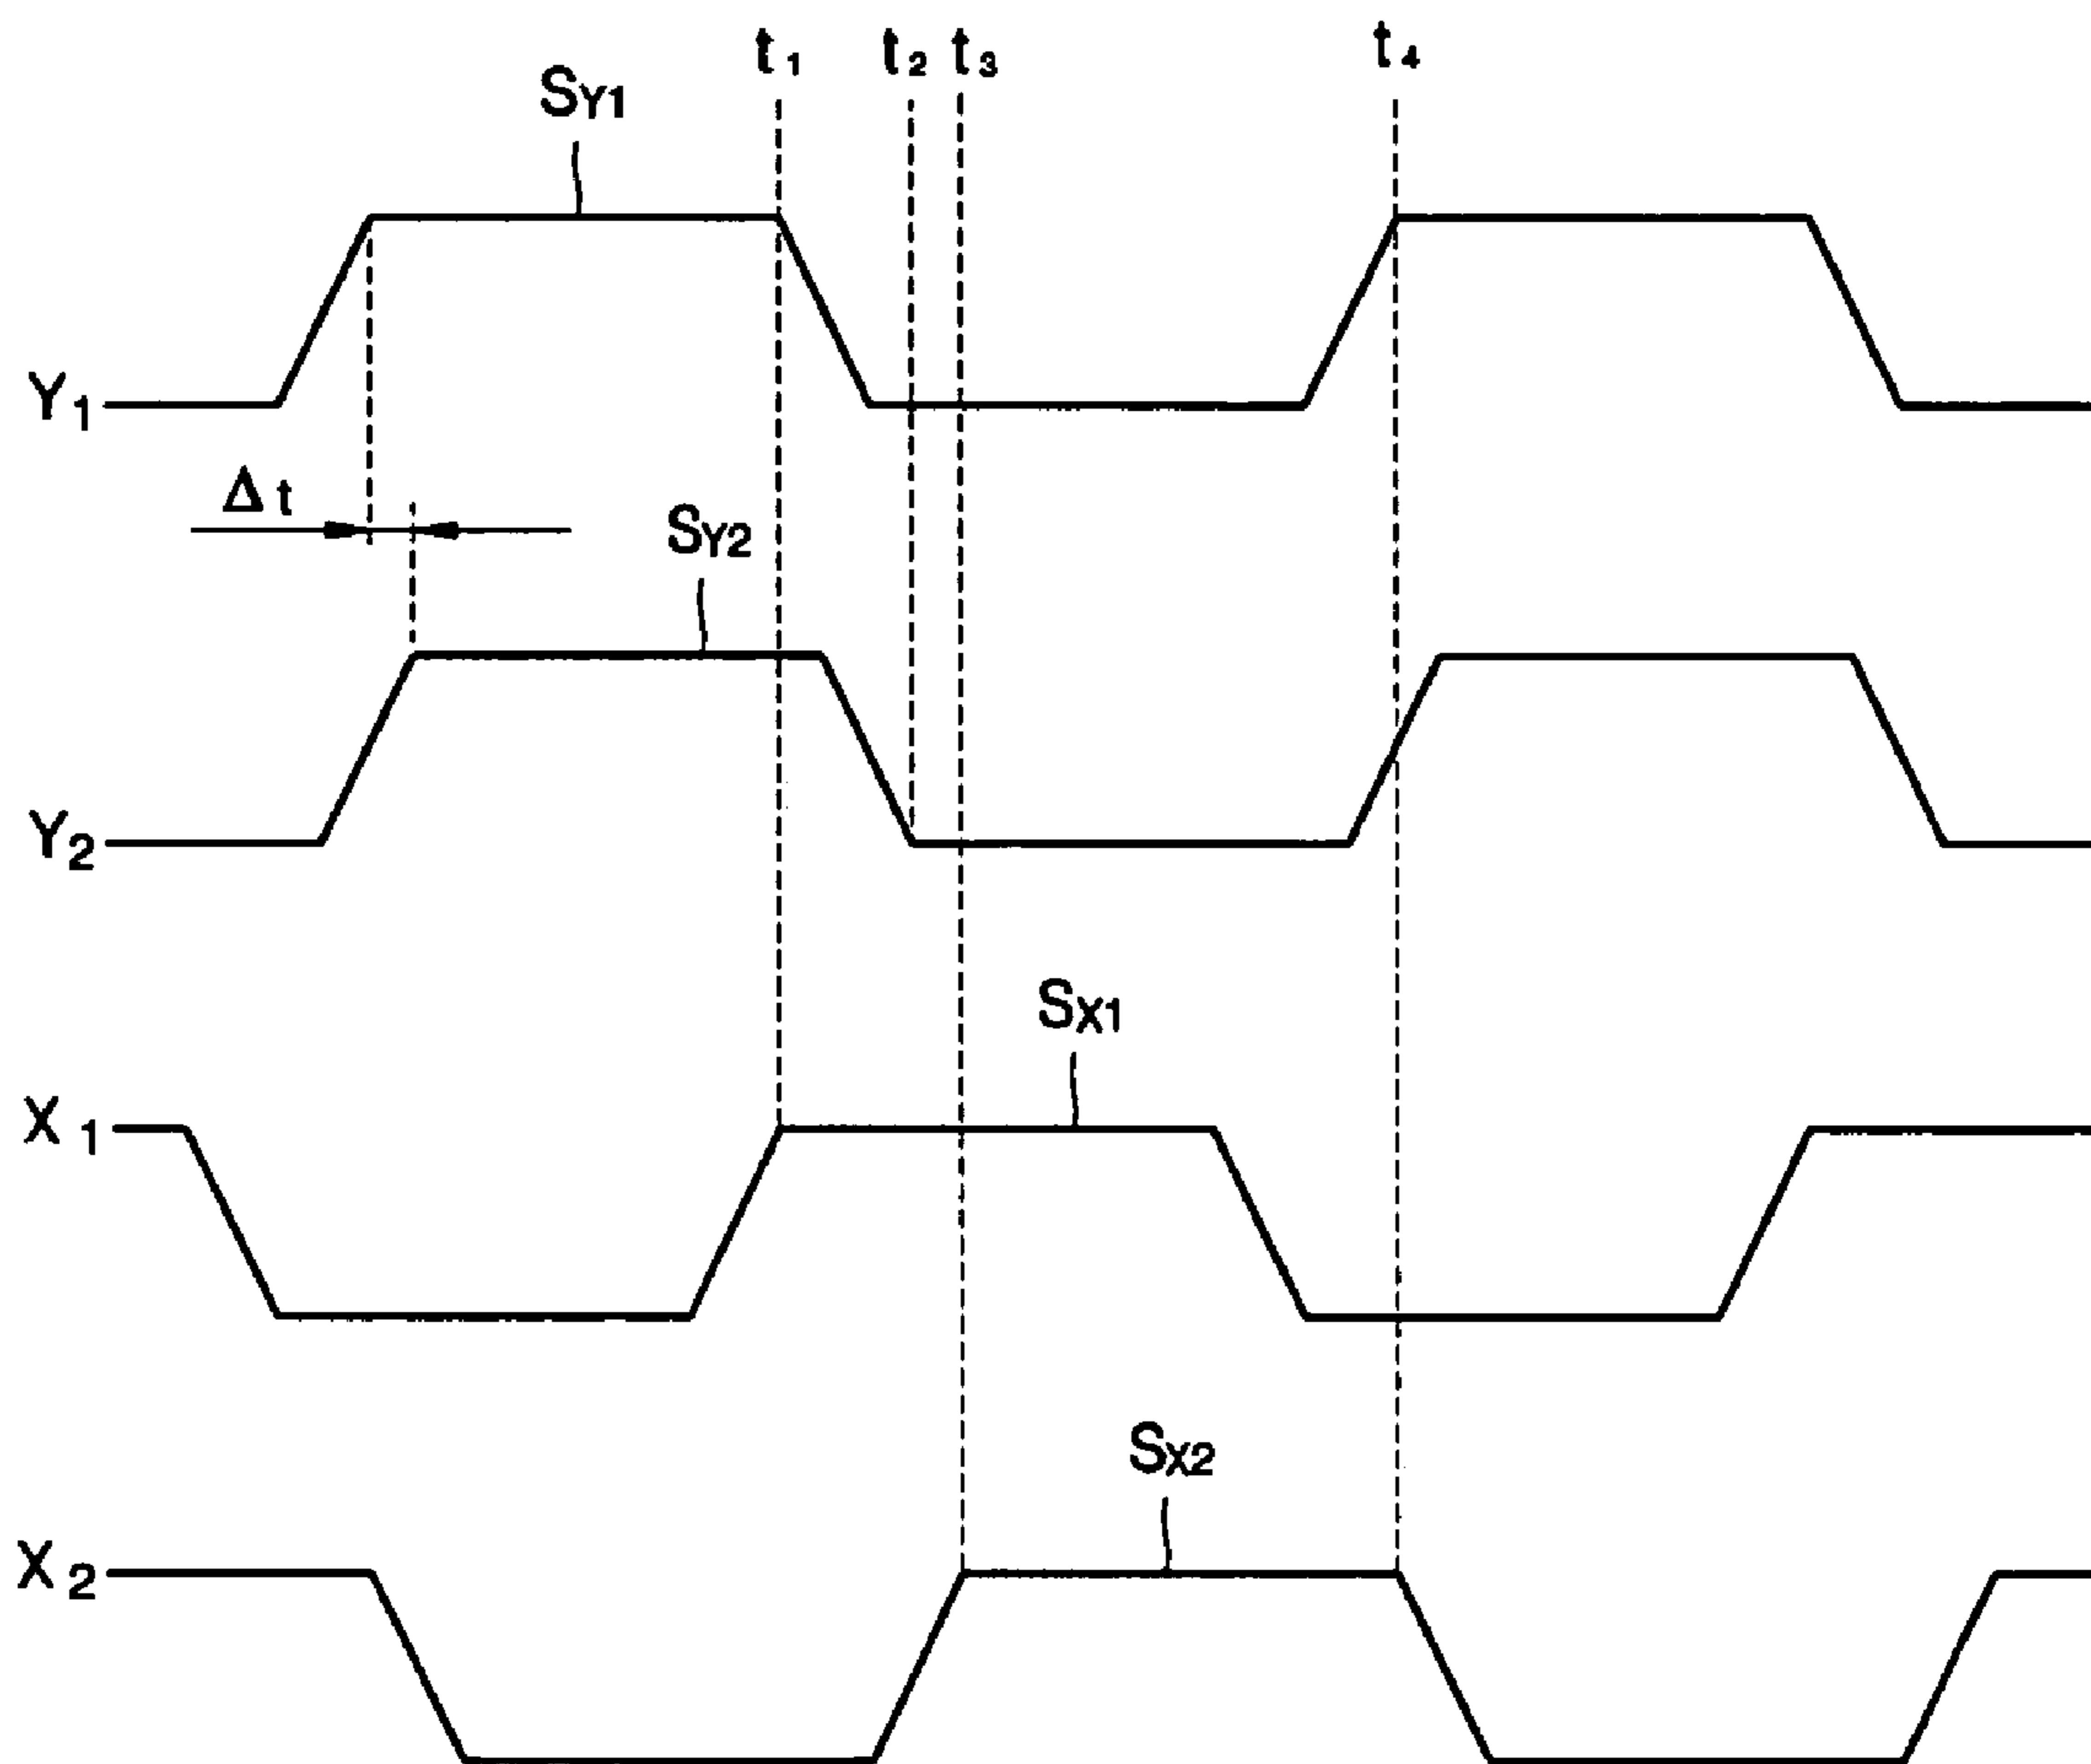 t₁ t₂ t₃ t₄
SY1
Y₁
Δt
SY2
Y₂
SX1
X₁
SX2
X₂